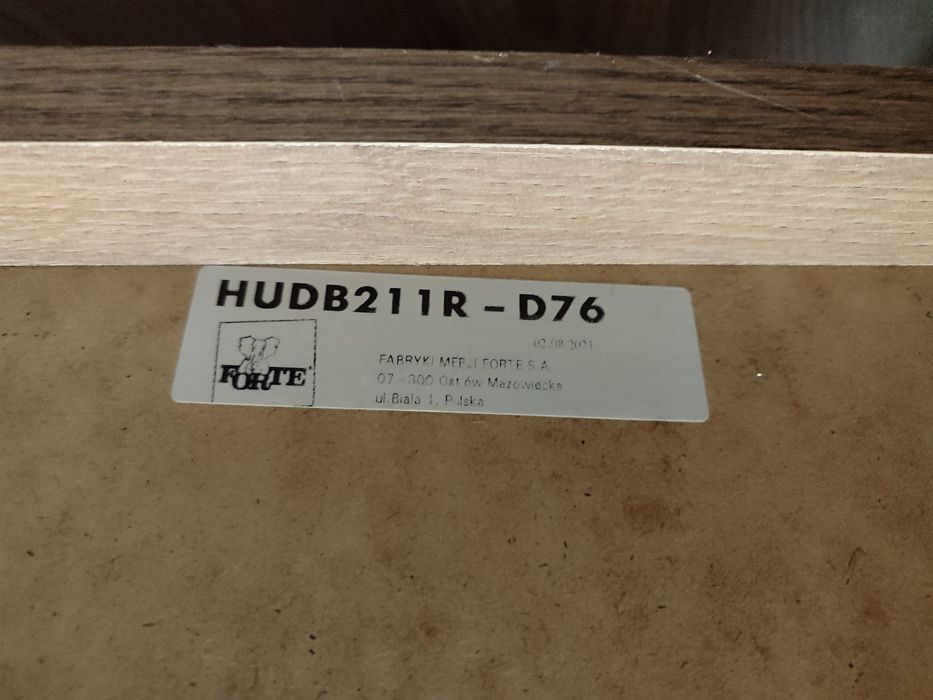 HUDB211R – D76
02.08.2021
FORTE
FABRYKI MEBLI FORTE S.A.
07-300 Ostrów Mazowiecka
ul.Biała 1, Polska